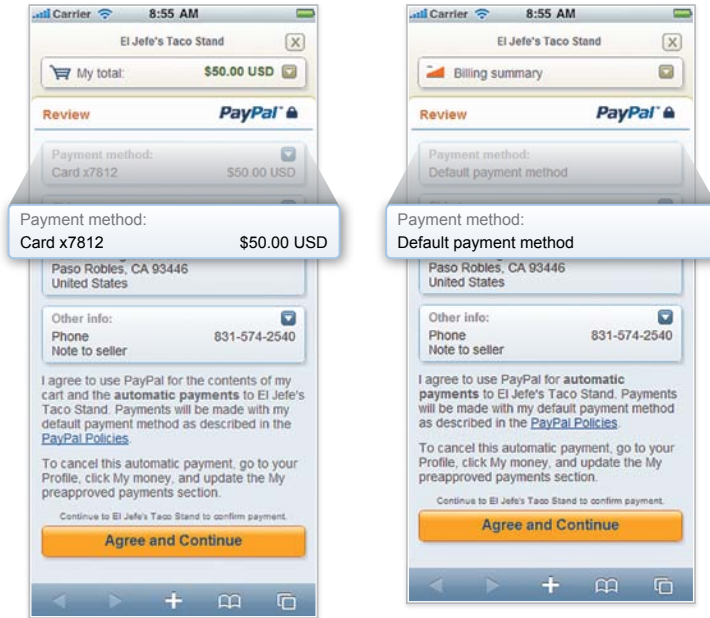 Carrier 8:55 AM
El Jefe's Taco Stand X
My total: $50.00 USD
Review PayPal™
Payment method:
Card x7812 $50.00 USD
Payment method:
Card x7812 $50.00 USD
Paso Robles, CA 93446
United States
Other info:
Phone 831-574-2540
Note to seller
I agree to use PayPal for the contents of my
cart and the automatic payments to El Jefe's
Taco Stand. Payments will be made with my
default payment method as described in the
PayPal Policies.
To cancel this automatic payment, go to your
Profile, click My money, and update the My
preapproved payments section.
Continue to El Jefe's Taco Stand to confirm payment.
Agree and Continue
Carrier 8:55 AM
El Jefe's Taco Stand X
Billing summary
Review PayPal™
Payment method:
Default payment method
Payment method:
Default payment method
Paso Robles, CA 93446
United States
Other info:
Phone 831-574-2540
Note to seller
I agree to use PayPal for automatic
payments to El Jefe's Taco Stand. Payments
will be made with my default payment method
as described in the PayPal Policies.
To cancel this automatic payment, go to your
Profile, click My money, and update the My
preapproved payments section.
Continue to El Jefe's Taco Stand to confirm payment.
Agree and Continue